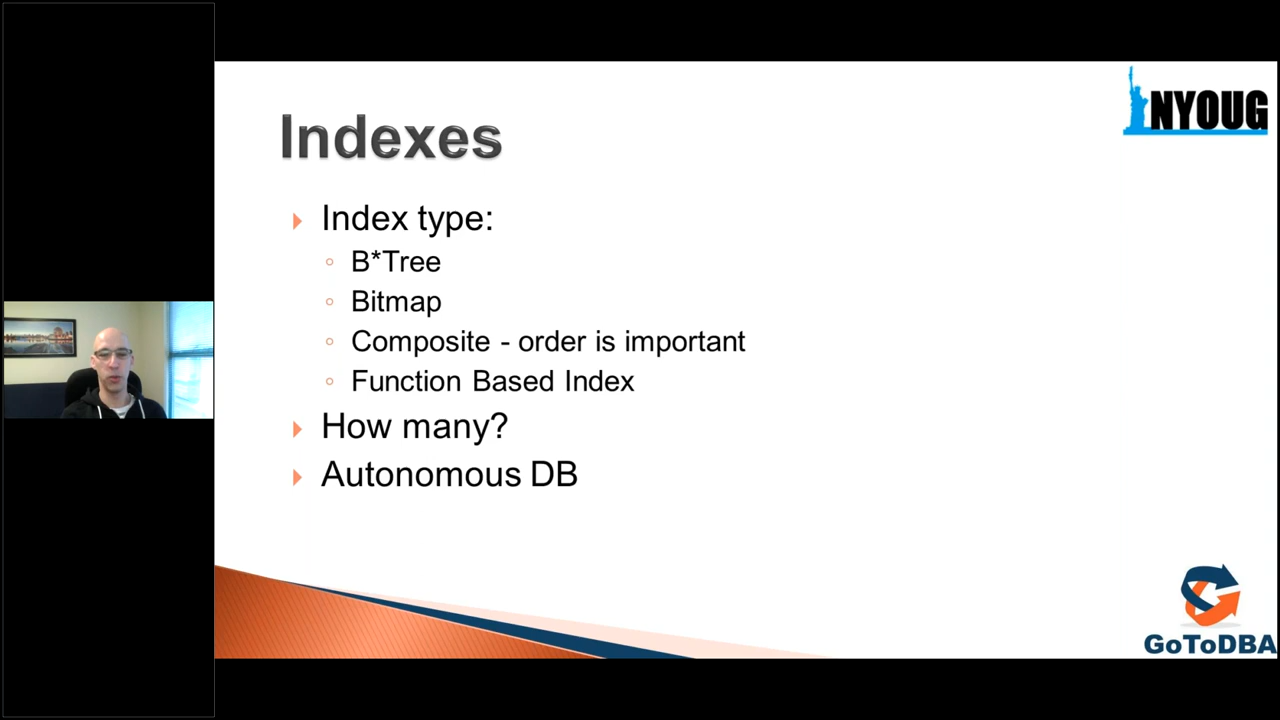 NYOUG
Indexes
Index type:
B*Tree
Bitmap
Composite - order is important
Function Based Index
How many?
Autonomous DB
GoToDBA